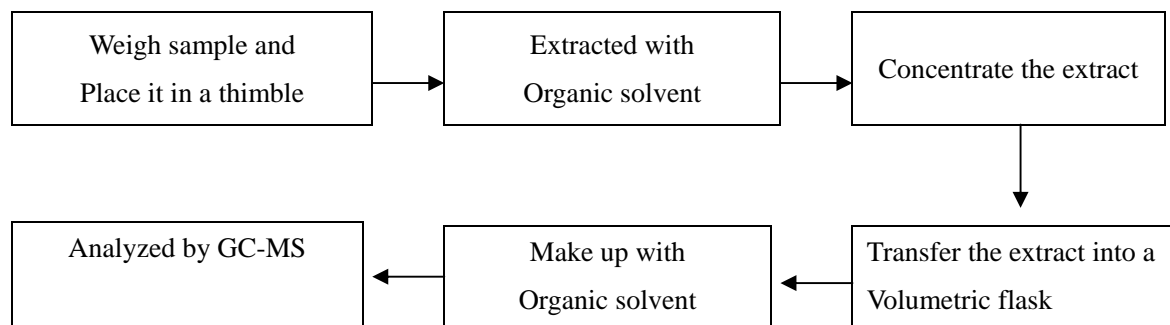 Weigh sample and
Place it in a thimble
Extracted with
Organic solvent
Concentrate the extract
Transfer the extract into a
Volumetric flask
Make up with
Organic solvent
Analyzed by GC-MS